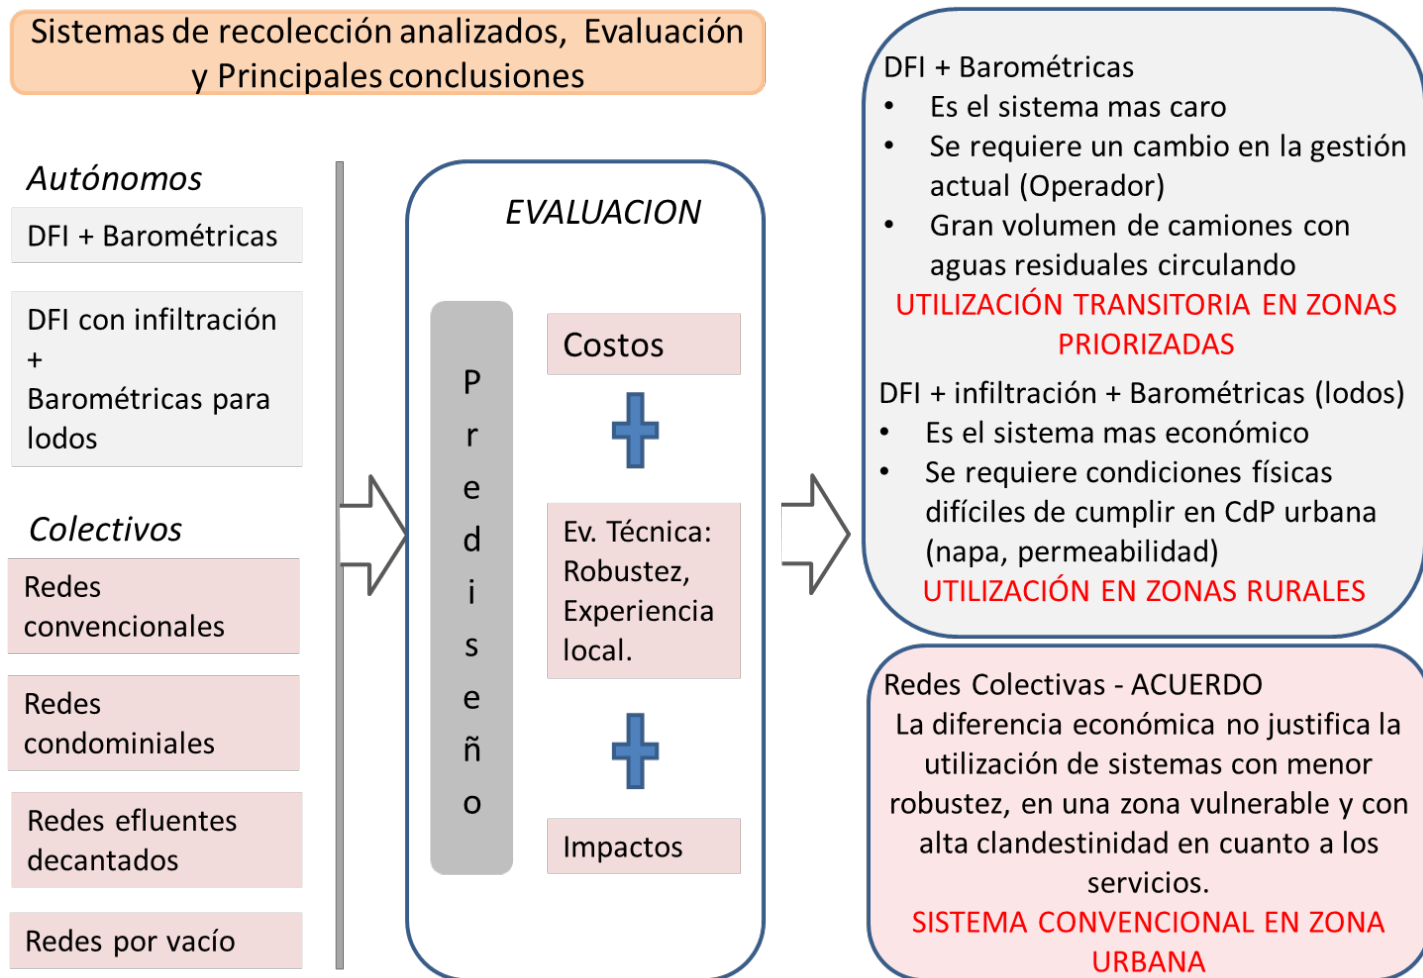 Sistemas de recolección analizados, Evaluación
y Principales conclusiones
Autónomos
DFI + Barométricas
DFI con infiltración
+
Barométricas para
lodos
Colectivos
Redes
convencionales
Redes
condominiales
Redes efluentes
decantados
Redes por vacío
EVALUACION
Prediseño
Costos
Ev. Técnica:
Robustez,
Experiencia
local.
Impactos
DFI + Barométricas
• Es el sistema mas caro
• Se requiere un cambio en la gestión
actual (Operador)
• Gran volumen de camiones con
aguas residuales circulando
UTILIZACIÓN TRANSITORIA EN ZONAS
PRIORIZADAS
DFI + infiltración + Barométricas (lodos)
• Es el sistema mas económico
• Se requiere condiciones físicas
difíciles de cumplir en CdP urbana
(napa, permeabilidad)
UTILIZACIÓN EN ZONAS RURALES
Redes Colectivas - ACUERDO
La diferencia económica no justifica la
utilización de sistemas con menor
robustez, en una zona vulnerable y con
alta clandestinidad en cuanto a los
servicios.
SISTEMA CONVENCIONAL EN ZONA
URBANA